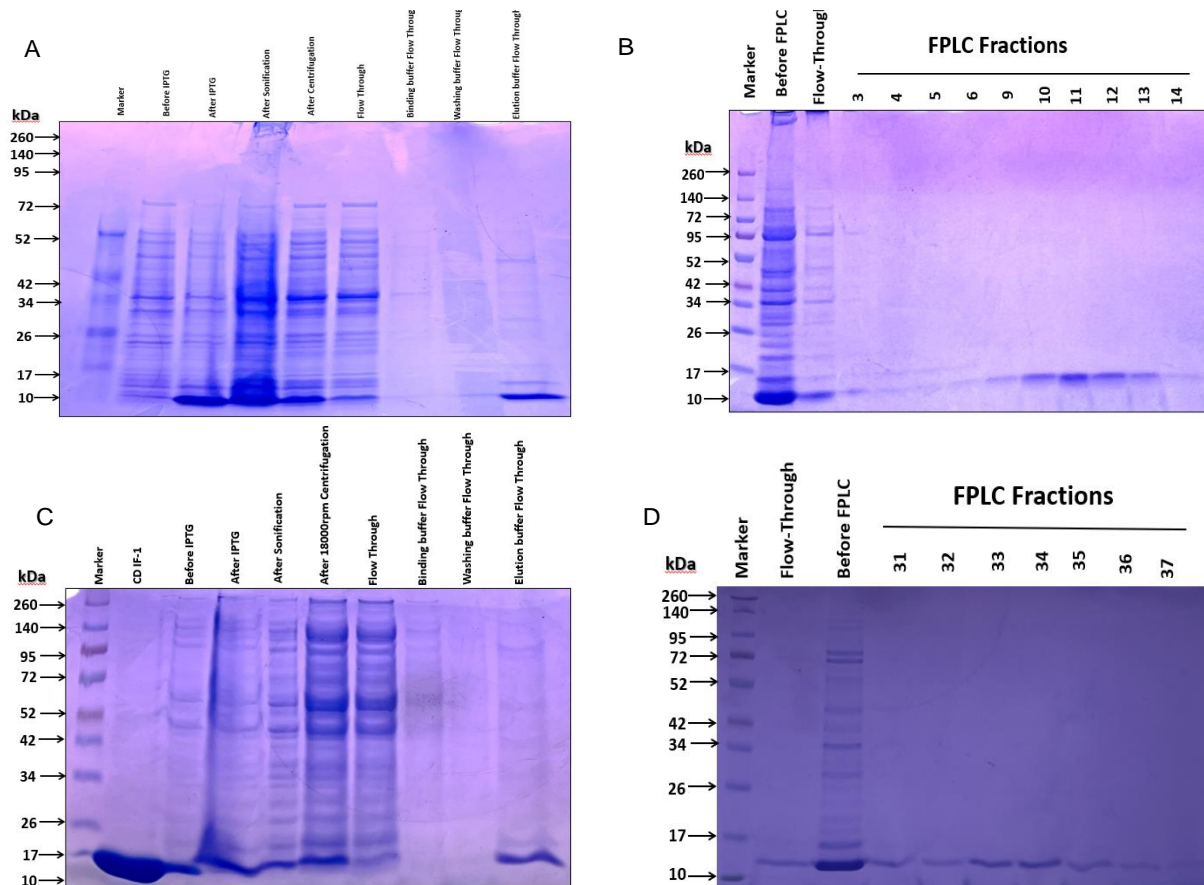 A
kDa
260
140
95
72
52
42
34
26
17
10
Marker
Before IPTG
After IPTG
After Sonification
After Centrifugation
Flow Through
Binding buffer Flow Throug
Washing buffer Flow Throug
Elution buffer Flow Through
B
FPLC Fractions
kDa
260
140
72
95
52
42
34
26
17
10
Marker
Before FPLC
Flow-Through
3
4
5
6
9
10
11
12
13
14
C
kDa
260
140
95
72
52
42
34
26
17
10
Marker
CD IF-1
Before IPTG
After IPTG
After Sonification
After 18000rpm Centrifugation
Flow Through
Binding buffer Flow Through
Washing buffer Flow Through
Elution buffer Flow Through
D
FPLC Fractions
kDa
260
140
95
72
52
42
34
26
17
10
Marker
Flow-Through
Before FPLC
31
32
33
34
35
36
37